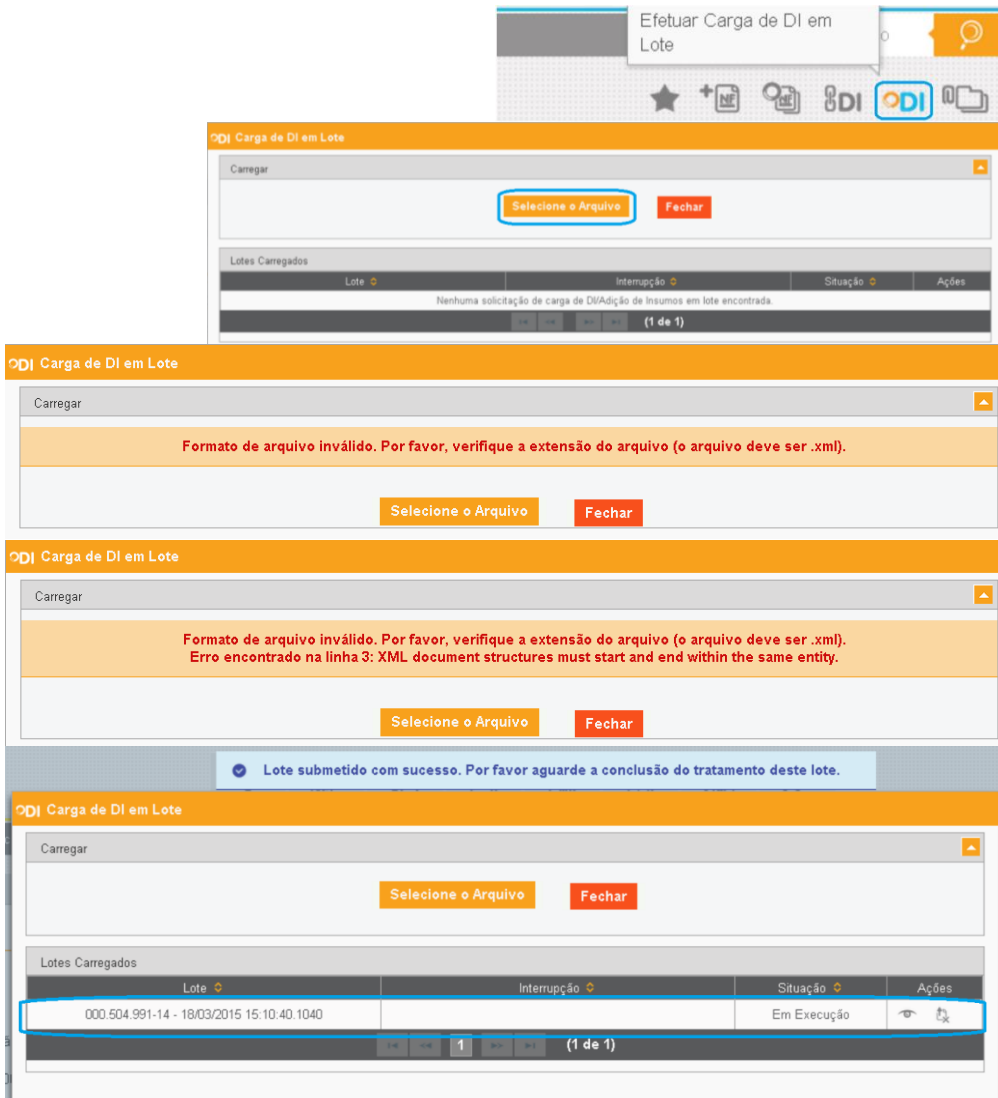 Efetuar Carga de DI em
Lote
o
NF
DI
DI
DI Carga de DI em Lote
Carregar
Selecione o Arquivo Fechar
Lotes Carregados
Lote Interrupção Situação Ações
Nenhuma solicitação de carga de DI/Adição de Insumos em lote encontrada.
(1 de 1)
DI Carga de DI em Lote
Carregar
Formato de arquivo inválido. Por favor, verifique a extensão do arquivo (o arquivo deve ser .xml).
Selecione o Arquivo Fechar
DI Carga de DI em Lote
Carregar
Formato de arquivo inválido. Por favor, verifique a extensão do arquivo (o arquivo deve ser .xml).
Erro encontrado na linha 3: XML document structures must start and end within the same entity.
Selecione o Arquivo Fechar
Lote submetido com sucesso. Por favor aguarde a conclusão do tratamento deste lote.
DI Carga de DI em Lote
Carregar
Selecione o Arquivo Fechar
Lotes Carregados
Lote Interrupção Situação Ações
000.504.991-14 - 18/03/2015 15:10:40.1040 Em Execução
1 (1 de 1)